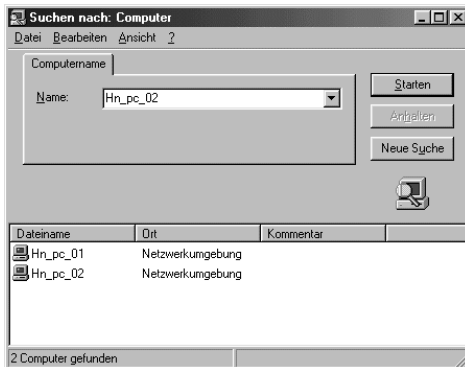 Suchen nach: Computer
Datei Bearbeiten Ansicht ?
Computername
Name: Hn_pc_02
Starten
Anhalten
Neue Suche
Dateiname Ort Kommentar
Hn_pc_01 Netzwerkumgebung
Hn_pc_02 Netzwerkumgebung
2 Computer gefunden